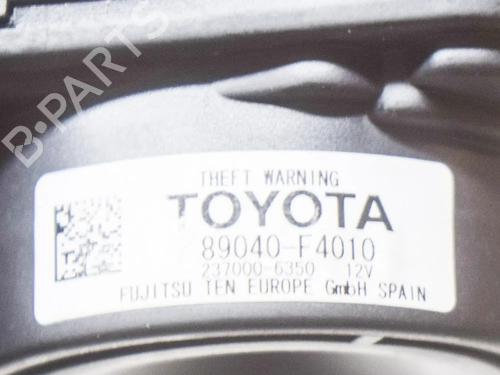 B-PARTS
THEFT WARNING
TOYOTA
89040-F4010
237000-6350 12V
FUJITSU TEN EUROPE GmbH SPAIN